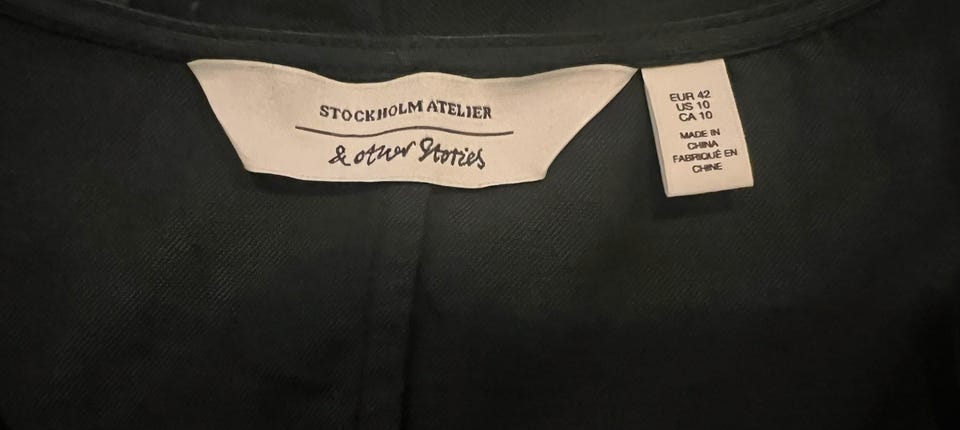 STOCKHOLM ATELIER
& other Stories
EUR 42
US 10
CA 10
MADE IN
CHINA
FABRIQUÉ EN
CHINE